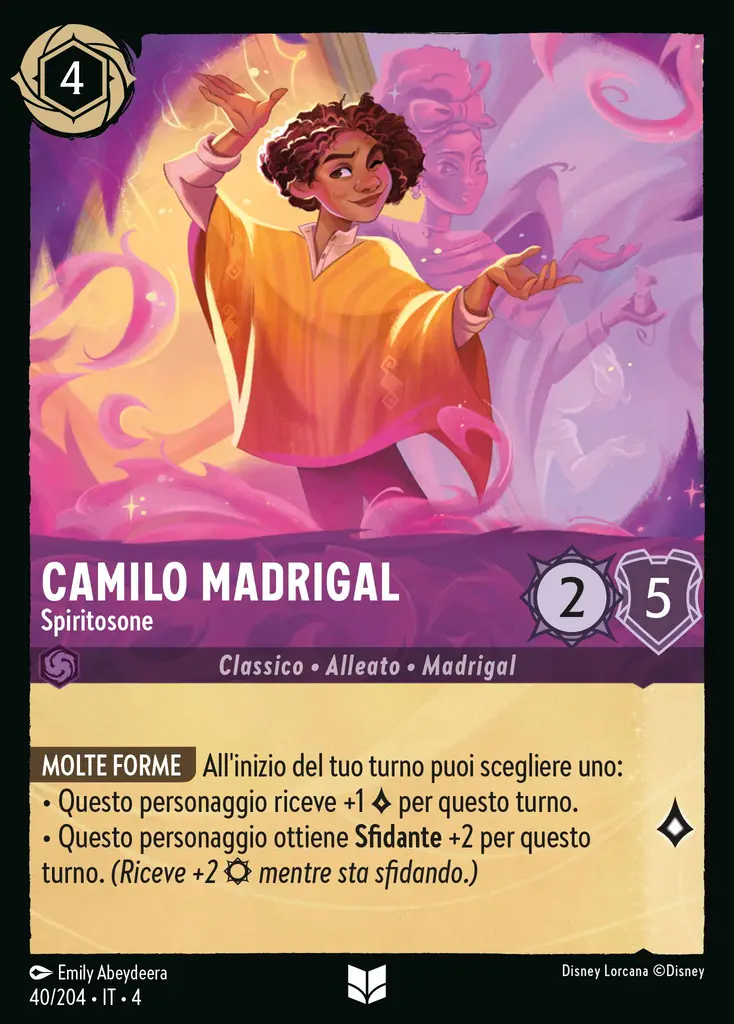 4
CAMILO MADRIGAL
Spiritosone
2
5
Classico • Alleato • Madrigal
MOLTE FORME All'inizio del tuo turno puoi scegliere uno:
• Questo personaggio riceve +1 per questo turno.
• Questo personaggio ottiene Sfidante +2 per questo
turno. (Riceve +2 mentre sta sfidando.)
Emily Abeydeera
Disney Lorcana ©Disney
40/204 • IT • 4